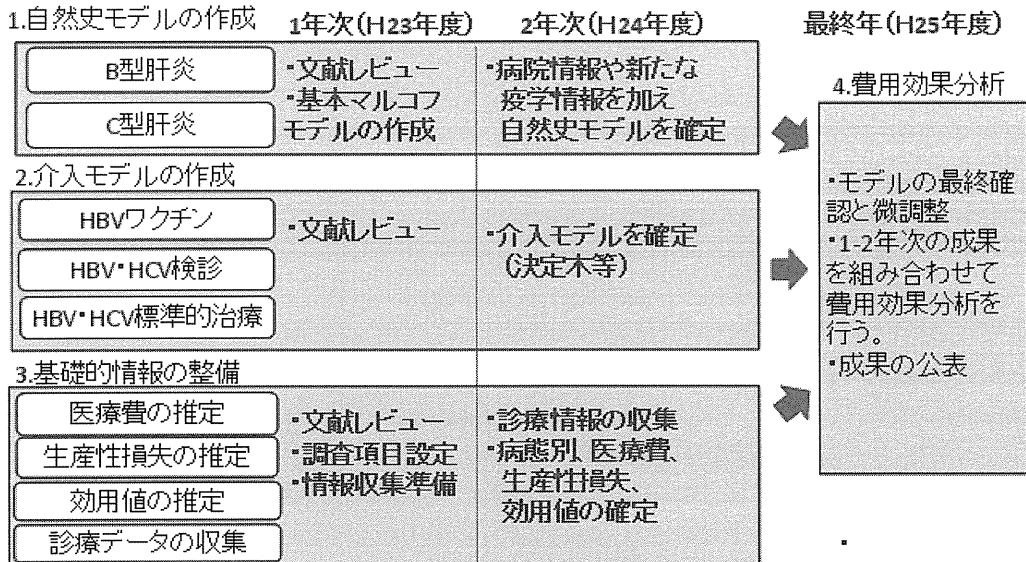 1.自然史モデルの作成
1年次(H23年度)
2年次(H24年度)
最終年(H25年度)
B型肝炎
C型肝炎
・文献レビュー
・基本マルコフ
モデルの作成
・病院情報や新たな
疫学情報を加え
自然史モデルを確定
2.介入モデルの作成
HBVワクチン
HBV・HCV検診
HBV・HCV標準的治療
・文献レビュー
・介入モデルを確定
(決定木等)
3.基礎的情報の整備
医療費の推定
生産性損失の推定
効用値の推定
診療データの収集
・文献レビュー
・調査項目設定
・情報収集準備
・診療情報の収集
・病態別、医療費、
生産性損失、
効用値の確定
4.費用効果分析
・モデルの最終確
認と微調整
・1-2年次の成果
を組み合わせて
費用効果分析を
行う。
・成果の公表